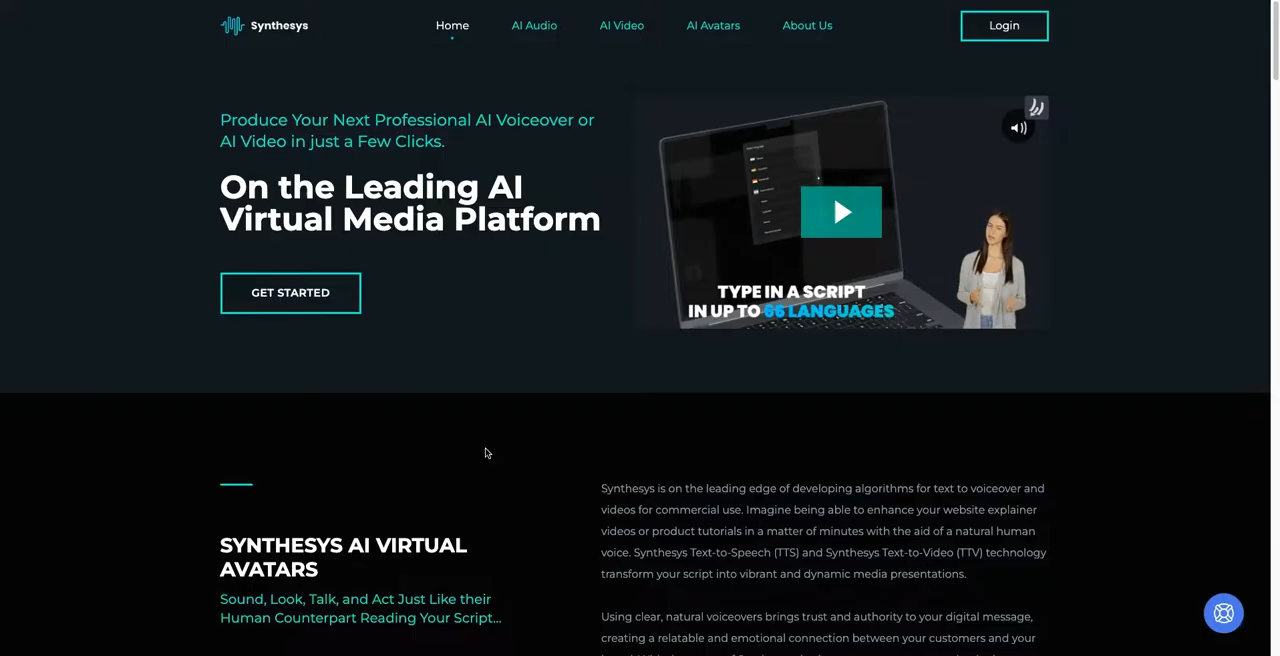 Synthesys
Home
AI Audio
AI Video
AI Avatars
About Us
Login
Produce Your Next Professional AI Voiceover or
AI Video in just a Few Clicks.
On the Leading AI
Virtual Media Platform
GET STARTED
TYPE IN A SCRIPT
IN UP TO 66 LANGUAGES
SYNTHESYS AI VIRTUAL
AVATARS
Sound, Look, Talk, and Act Just Like their
Human Counterpart Reading Your Script...
Synthesys is on the leading edge of developing algorithms for text to voiceover and
videos for commercial use. Imagine being able to enhance your website explainer
videos or product tutorials in a matter of minutes with the aid of a natural human
voice. Synthesys Text-to-Speech (TTS) and Synthesys Text-to-Video (TTV) technology
transform your script into vibrant and dynamic media presentations.
Using clear, natural voiceovers brings trust and authority to your digital message,
creating a relatable and emotional connection between your customers and your